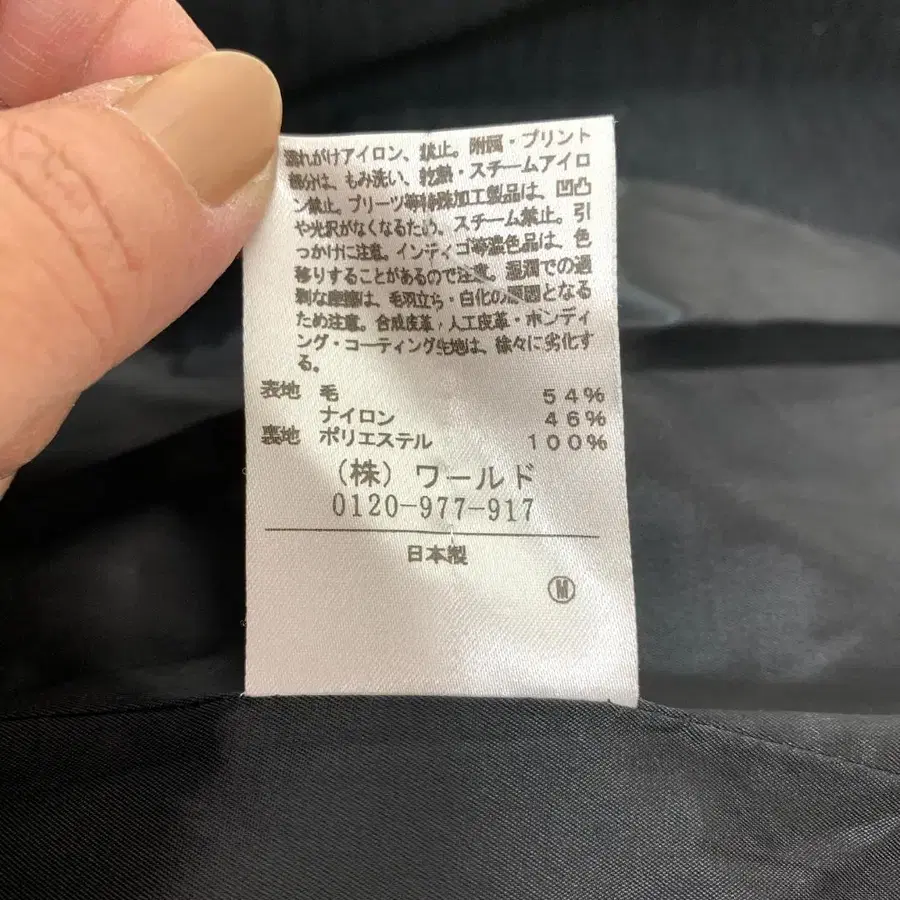 濡れがけアイロン、禁止。附属・プリント
部分は、もみ洗い、乾熱・スチームアイロ
ン禁止。プリーツ等特殊加工製品は、凹凸
や光沢がなくなるため。スチーム禁止。引
っかけに注意。インディゴ等濃色品は、色
移りすることがあるので注意。湿潤での過
剰な摩擦は、毛羽立ち・白化の原因となる
ため注意。合成皮革・人工皮革・ボンディ
ング・コーティング生地は、徐々に劣化す
る。
表地 毛 54%
ナイロン 46%
裏地 ポリエステル 100%
(株)ワールド
0120-977-917
日本製
Ⓜ